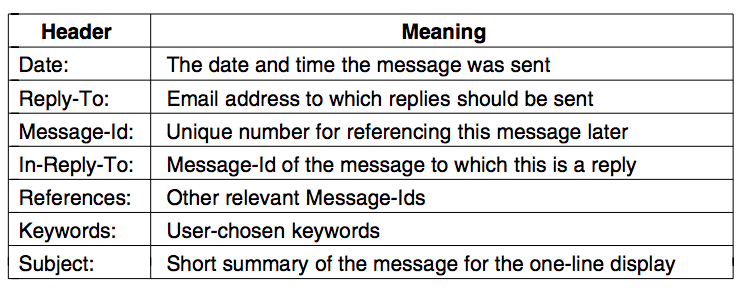 Header Meaning
Date: The date and time the message was sent
Reply-To: Email address to which replies should be sent
Message-Id: Unique number for referencing this message later
In-Reply-To: Message-Id of the message to which this is a reply
References: Other relevant Message-Ids
Keywords: User-chosen keywords
Subject: Short summary of the message for the one-line display